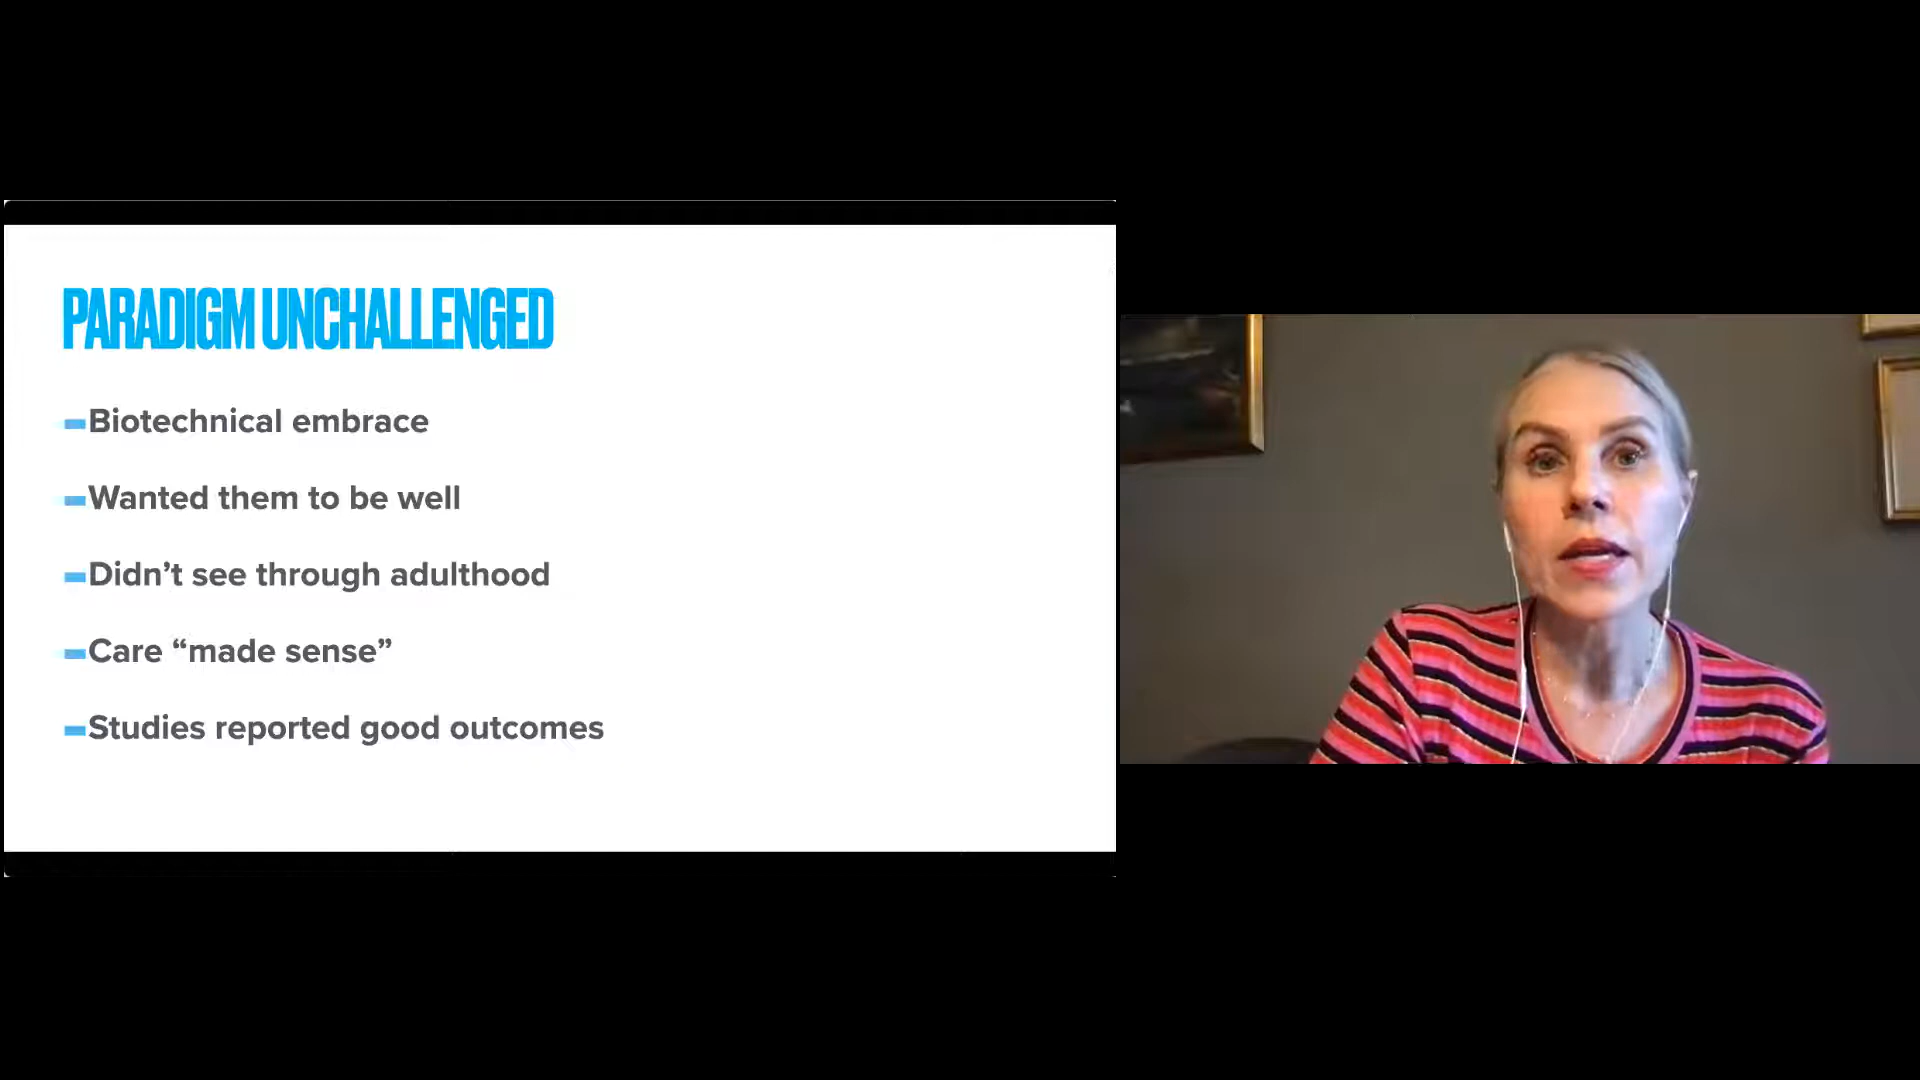 PARADIGM UNCHALLENGED
Biotechnical embrace
Wanted them to be well
Didn’t see through adulthood
Care “made sense”
Studies reported good outcomes